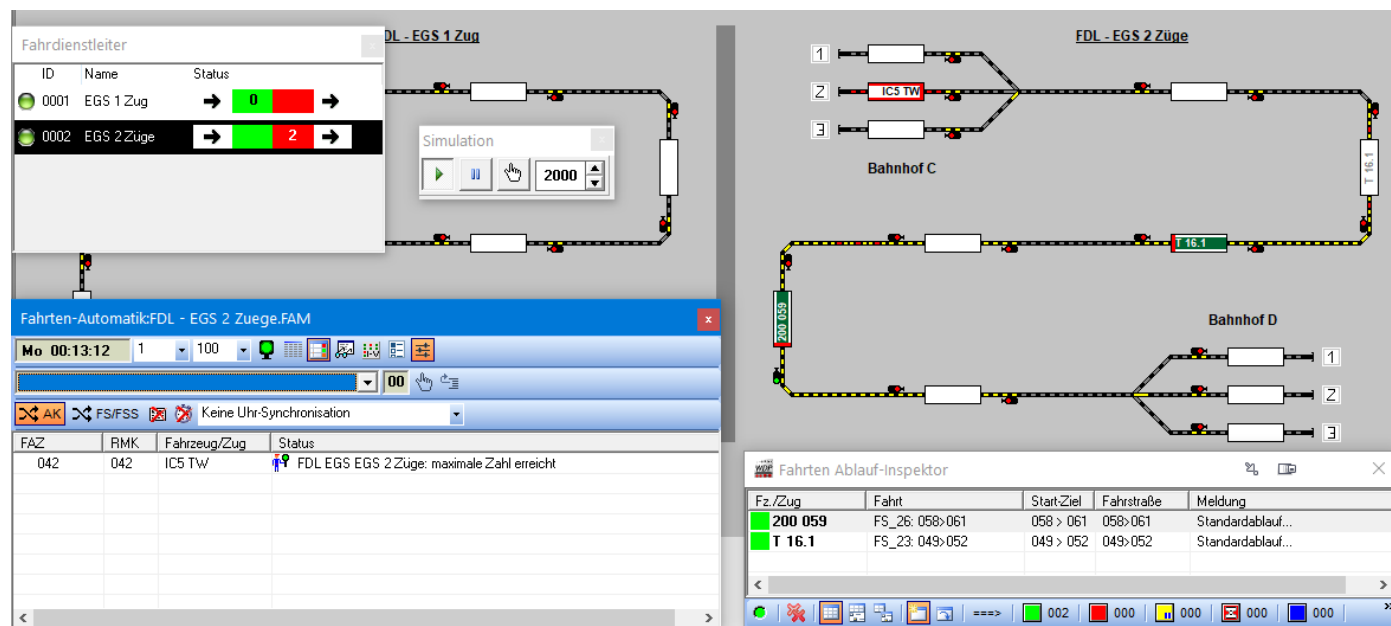 DL - EGS 1 Zug
Fahrdienstleiter
ID Name Status
0001 EGS 1 Zug 0
0002 EGS 2 Züge 2
Simulation
2000
FDL - EGS 2 Züge
1
2 IC5 TW
3
Bahnhof C
T 16.1
T 16.1
200 059
Bahnhof D
1
2
3
Fahrten-Automatik:FDL - EGS 2 Zuege.FAM
Mo 00:13:12 1 100
00
AK FS/FSS Keine Uhr-Synchronisation
FAZ RMK Fahrzeug/Zug Status
042 042 IC5 TW FDL EGS EGS 2 Züge: maximale Zahl erreicht
Fahrten Ablauf-Inspektor
Fz./Zug Fahrt Start-Ziel Fahrstraße Meldung
200 059 FS_26: 058>061 058 > 061 058>061 Standardablauf...
T 16.1 FS_23: 049>052 049 > 052 049>052 Standardablauf...
===> 002 000 000 000 000